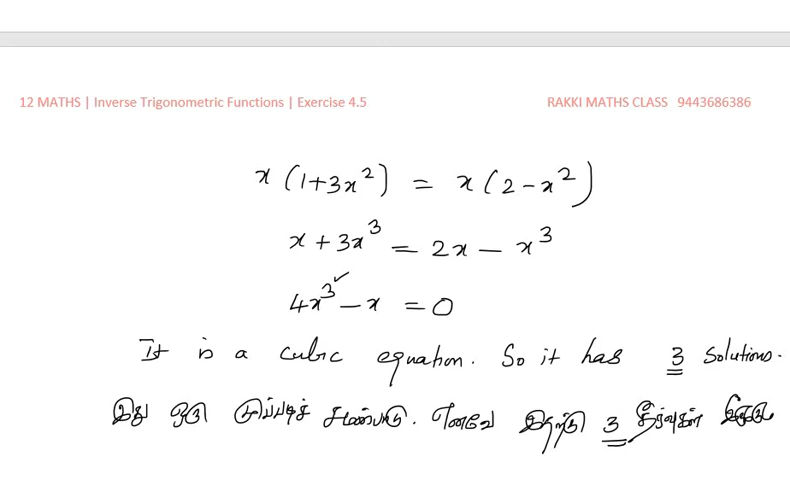 12 MATHS | Inverse Trigonometric Functions | Exercise 4.5 RAKKI MATHS CLASS 9443686386
x (1+3x²) = x (2-x²)
x + 3x³ = 2x - x³
4x³ - x = 0
It is a cubic equation. So it has 3 solutions.
இது ஒரு முப்படிச் சமன்பாடு. எனவே இதற்கு 3 தீர்வுகள்